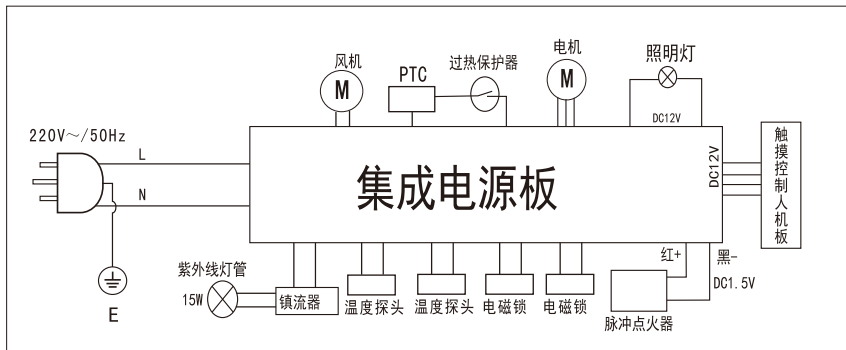 风机
M
PTC
过热保护器
电机
M
照明灯
DC12V
220V～/50Hz
L
N
E
集成电源板
DC12V
触摸控制人机板
紫外线灯管
15W
镇流器
温度探头
温度探头
电磁锁
电磁锁
红+
黑-
DC1.5V
脉冲点火器